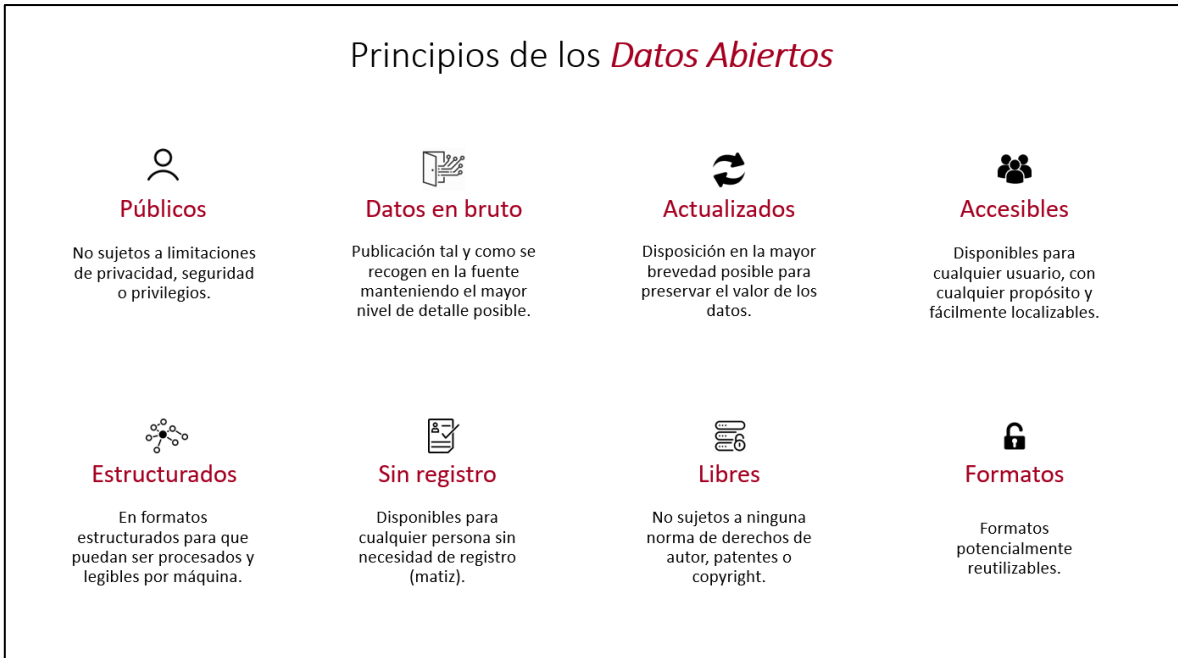 Principios de los Datos Abiertos
Públicos
No sujetos a limitaciones
de privacidad, seguridad
o privilegios.
Datos en bruto
Publicación tal y como se
recogen en la fuente
manteniendo el mayor
nivel de detalle posible.
Actualizados
Disposición en la mayor
brevedad posible para
preservar el valor de los
datos.
Accesibles
Disponibles para
cualquier usuario, con
cualquier propósito y
fácilmente localizables.
Estructurados
En formatos
estructurados para que
puedan ser procesados y
legibles por máquina.
Sin registro
Disponibles para
cualquier persona sin
necesidad de registro
(matiz).
Libres
No sujetos a ninguna
norma de derechos de
autor, patentes o
copyright.
Formatos
Formatos
potencialmente
reutilizables.